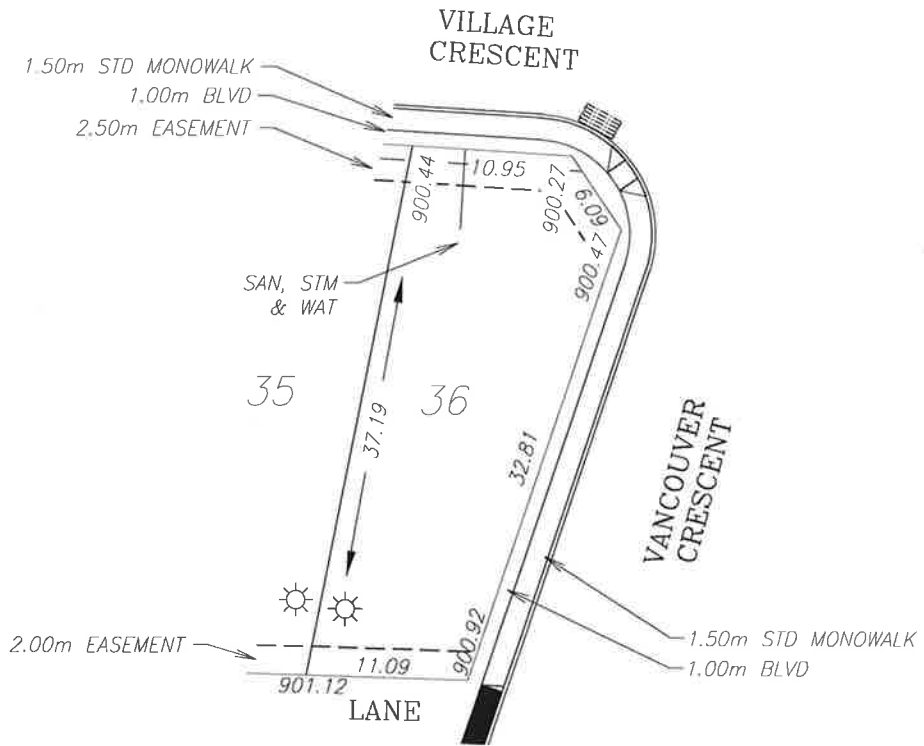 VILLAGE
CRESCENT
1.50m STD MONOWALK
1.00m BLVD
2.50m EASEMENT
10.95
900.44
900.27
6.09
900.47
SAN, STM
& WAT
35
36
37.19
32.81
VANCOUVER
CRESCENT
2.00m EASEMENT
11.09
900.92
901.12
LANE
1.50m STD MONOWALK
1.00m BLVD